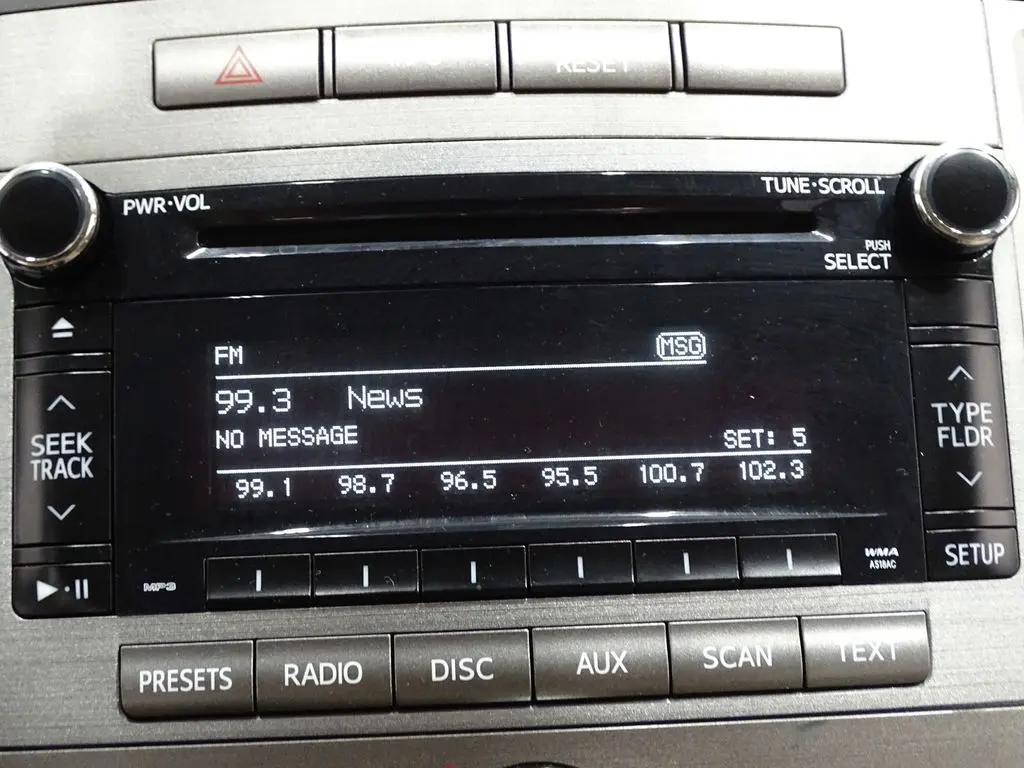 RESET
PWR·VOL
TUNE·SCROLL
PUSH
SELECT
FM
MSG
99.3 News
NO MESSAGE
SET: 5
99.1 98.7 96.5 95.5 100.7 102.3
SEEK
TRACK
TYPE
FLDR
SETUP
MP3
WMA
AS18AC
PRESETS
RADIO
DISC
AUX
SCAN
TEXT